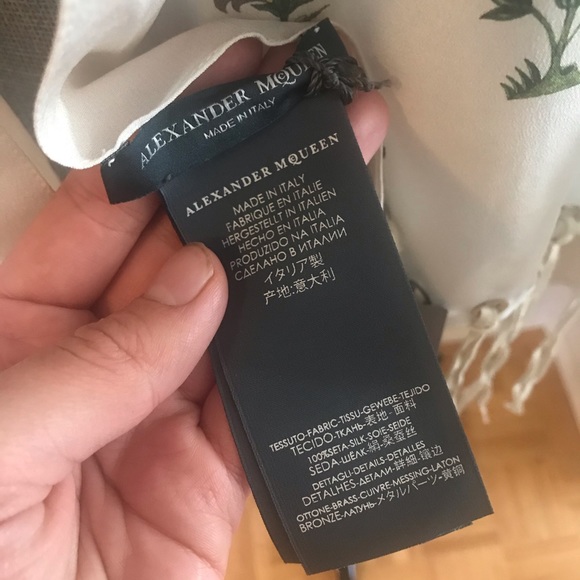 ALEXANDER MQUEEN
MADE IN ITALY
ALEXANDER MQUEEN
MADE IN ITALY
FABRIQUE EN ITALIE
HERGESTELLT IN ITALIEN
HECHO EN ITALIA
PRODUZIDO NA ITALIA
СДЕЛАНО В ИТАЛИИ
イタリア製
产地:意大利
TESSUTO-FABRIC-TISSU-GEWEBE-TEJIDO
TECIDO-ТКАНЬ-表地-面料
100%SETA-SILK-SOIE-SEIDE
SEDA-ШЕЛК-絹-桑蚕丝
DETTAGLI-DETAILS-DETALLES
DETALHES-ДЕТАЛИ-詳細-镶边
OTTONE-BRASS-CUIVRE-MESSING-LATON
BRONZE-ЛАТУНЬ-メタルパーツ-黄铜